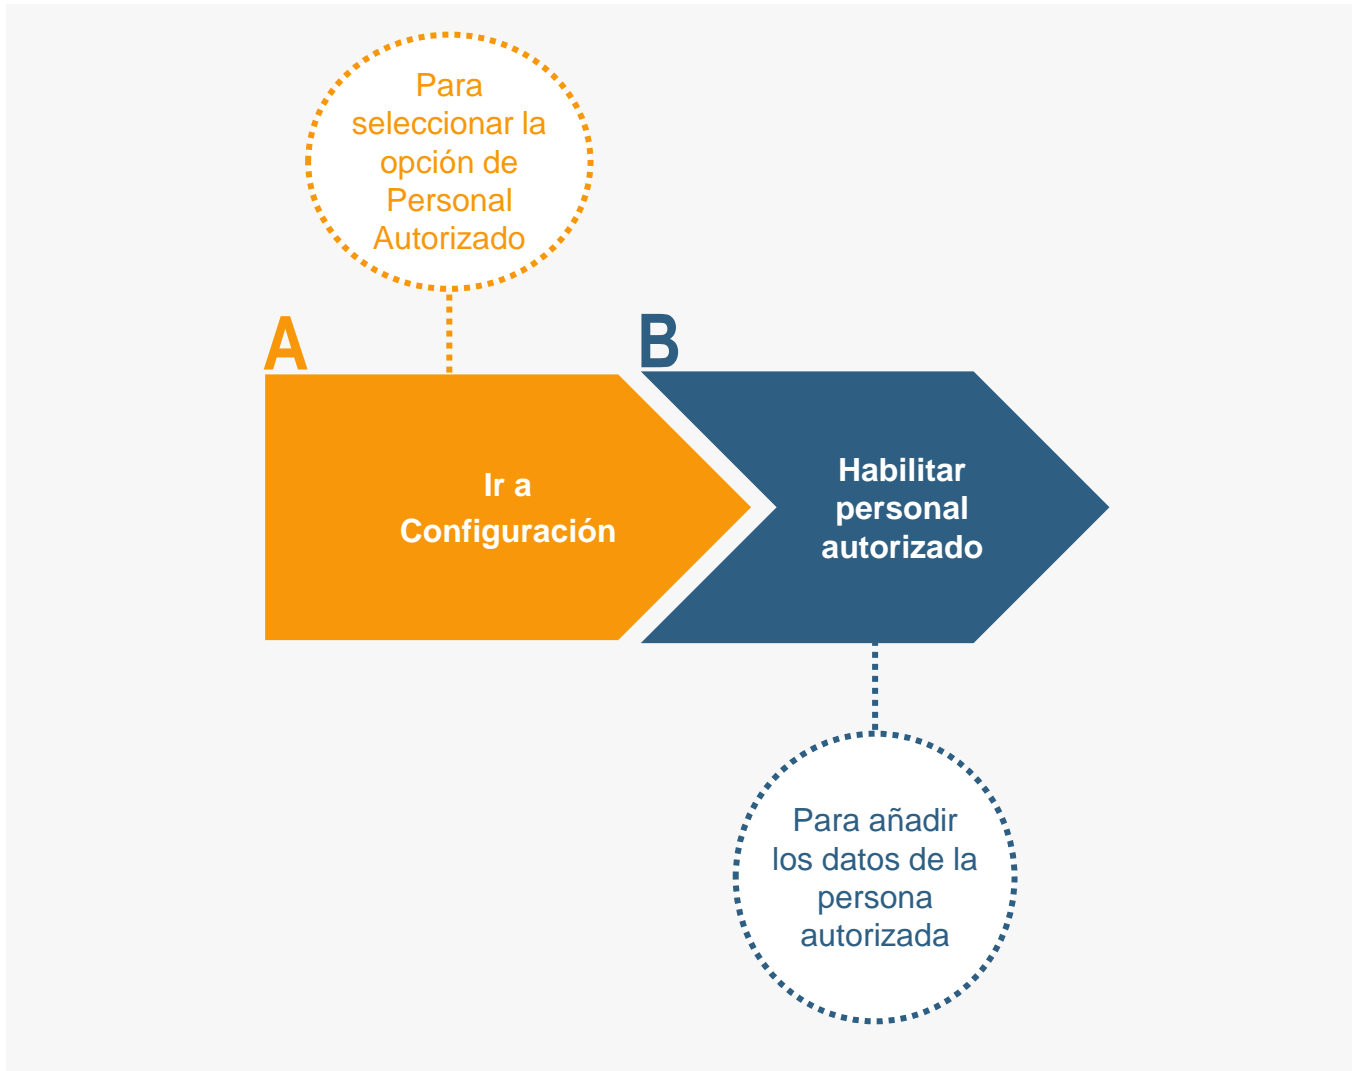 Para
seleccionar la
opción de
Personal
Autorizado
A
Ir a
Configuración
B
Habilitar
personal
autorizado
Para añadir
los datos de la
persona
autorizada